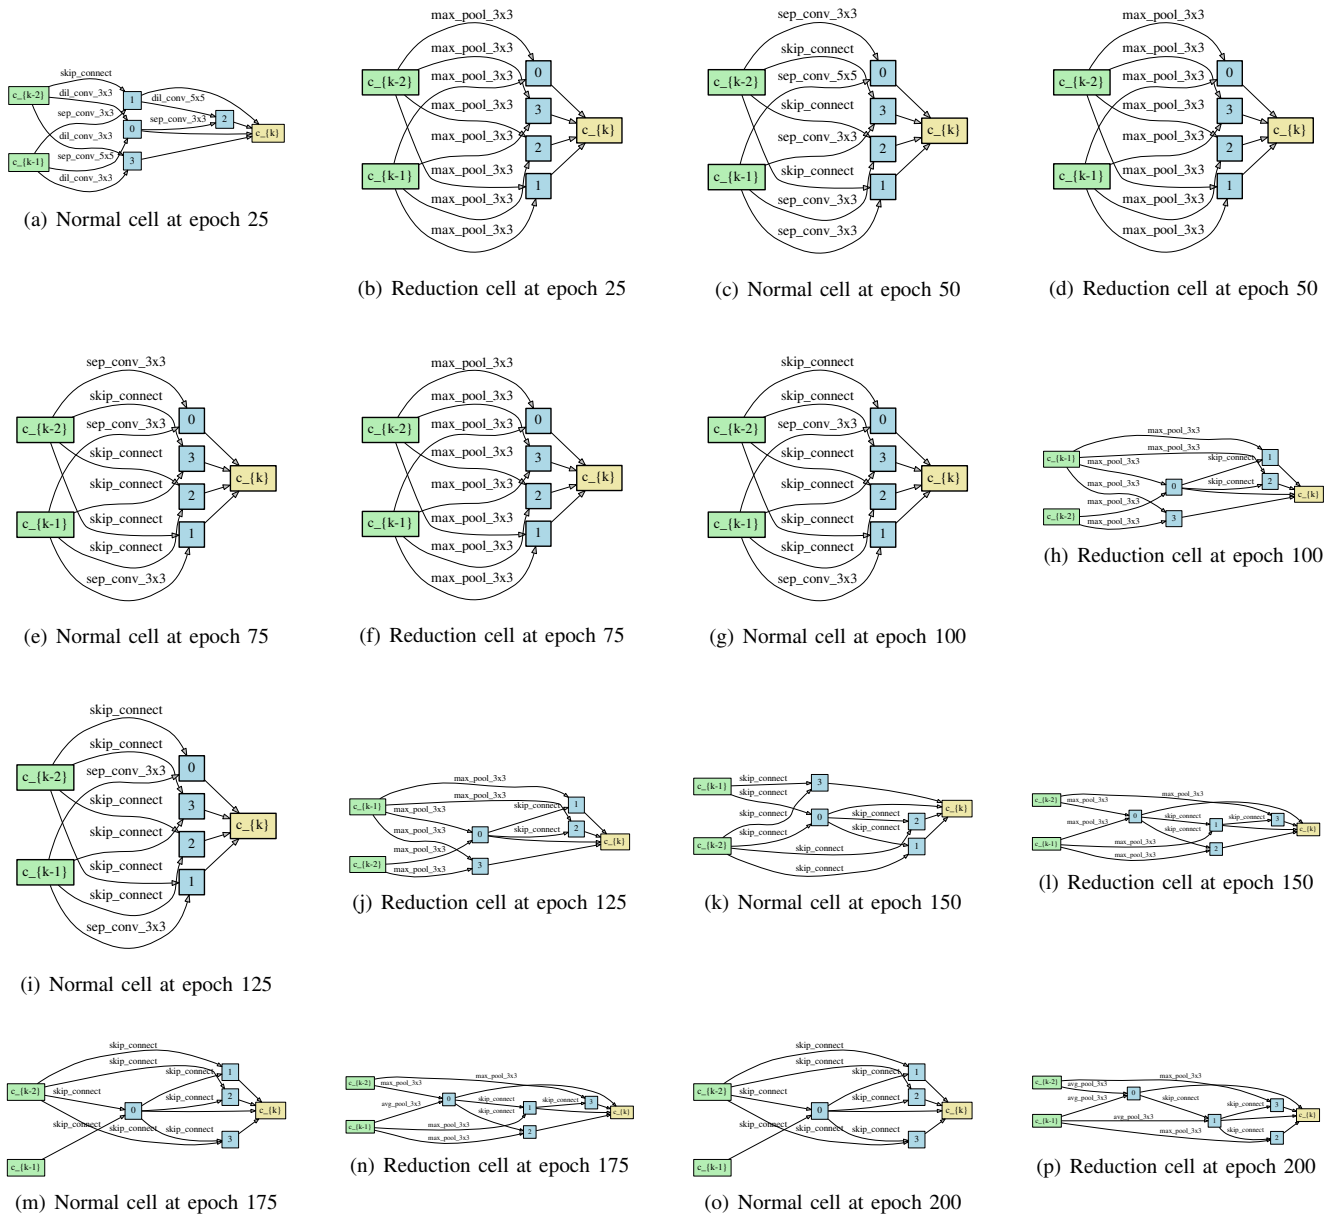 skip_connect
c_{k-2}
dil_conv_3x3
1
dil_conv_5x5
sep_conv_3x3
sep_conv_3x3
2
0
c_{k}
dil_conv_3x3
c_{k-1}
sep_conv_5x5
3
dil_conv_3x3
(a) Normal cell at epoch 25
max_pool_3x3
max_pool_3x3
0
c_{k-2}
max_pool_3x3
max_pool_3x3
3
c_{k}
max_pool_3x3
2
max_pool_3x3
c_{k-1}
1
max_pool_3x3
max_pool_3x3
(b) Reduction cell at epoch 25
sep_conv_3x3
skip_connect
0
c_{k-2}
sep_conv_5x5
skip_connect
3
c_{k}
sep_conv_3x3
2
skip_connect
c_{k-1}
1
sep_conv_3x3
(c) Normal cell at epoch 50
max_pool_3x3
max_pool_3x3
0
c_{k-2}
max_pool_3x3
max_pool_3x3
3
c_{k}
max_pool_3x3
2
max_pool_3x3
c_{k-1}
1
max_pool_3x3
max_pool_3x3
(d) Reduction cell at epoch 50
sep_conv_3x3
skip_connect
0
c_{k-2}
sep_conv_3x3
skip_connect
3
c_{k}
skip_connect
2
skip_connect
c_{k-1}
1
skip_connect
sep_conv_3x3
(e) Normal cell at epoch 75
max_pool_3x3
max_pool_3x3
0
c_{k-2}
max_pool_3x3
max_pool_3x3
3
c_{k}
max_pool_3x3
2
max_pool_3x3
c_{k-1}
1
max_pool_3x3
max_pool_3x3
(f) Reduction cell at epoch 75
skip_connect
skip_connect
0
c_{k-2}
sep_conv_3x3
skip_connect
3
c_{k}
skip_connect
2
skip_connect
c_{k-1}
1
skip_connect
sep_conv_3x3
(g) Normal cell at epoch 100
max_pool_3x3
max_pool_3x3
c_{k-1}
max_pool_3x3
skip_connect
1
max_pool_3x3
0
skip_connect
2
c_{k}
max_pool_3x3
c_{k-2}
max_pool_3x3
3
(h) Reduction cell at epoch 100
skip_connect
skip_connect
0
c_{k-2}
sep_conv_3x3
skip_connect
3
c_{k}
skip_connect
2
skip_connect
c_{k-1}
1
skip_connect
sep_conv_3x3
(i) Normal cell at epoch 125
max_pool_3x3
max_pool_3x3
c_{k-1}
max_pool_3x3
skip_connect
1
max_pool_3x3
0
skip_connect
2
c_{k}
max_pool_3x3
c_{k-2}
max_pool_3x3
3
(j) Reduction cell at epoch 125
skip_connect
3
c_{k-1}
skip_connect
c_{k}
skip_connect
0
skip_connect
2
skip_connect
skip_connect
c_{k-2}
skip_connect
1
skip_connect
(k) Normal cell at epoch 150
c_{k-2}
max_pool_3x3
max_pool_3x3
0
max_pool_3x3
skip_connect
skip_connect
3
skip_connect
1
c_{k}
c_{k-1}
max_pool_3x3
2
max_pool_3x3
(l) Reduction cell at epoch 150
skip_connect
skip_connect
1
c_{k-2}
skip_connect
skip_connect
skip_connect
2
0
c_{k}
skip_connect
skip_connect
3
c_{k-1}
(m) Normal cell at epoch 175
max_pool_3x3
c_{k-2}
max_pool_3x3
0
avg_pool_3x3
skip_connect
skip_connect
skip_connect
3
1
c_{k}
c_{k-1}
max_pool_3x3
2
max_pool_3x3
(n) Reduction cell at epoch 175
skip_connect
skip_connect
1
c_{k-2}
skip_connect
skip_connect
skip_connect
2
0
c_{k}
skip_connect
skip_connect
3
c_{k-1}
(o) Normal cell at epoch 200
max_pool_3x3
c_{k-2}
avg_pool_3x3
0
avg_pool_3x3
skip_connect
skip_connect
3
avg_pool_3x3
c_{k}
c_{k-1}
1
max_pool_3x3
skip_connect
2
(p) Reduction cell at epoch 200